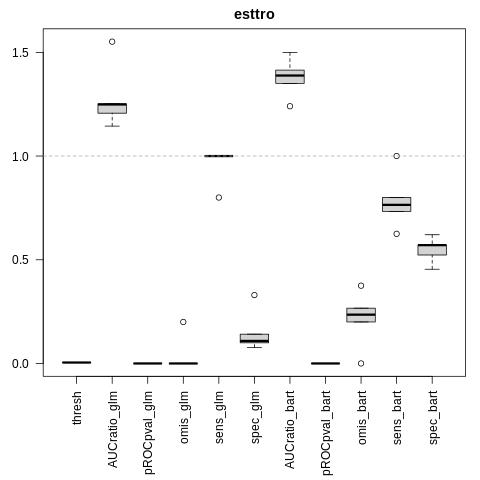 esttro
1.5
1.0
0.5
0.0
thresh
AUCratio_glm
pROCpval_glm
omis_glm
sens_glm
spec_glm
AUCratio_bart
pROCpval_bart
omis_bart
sens_bart
spec_bart